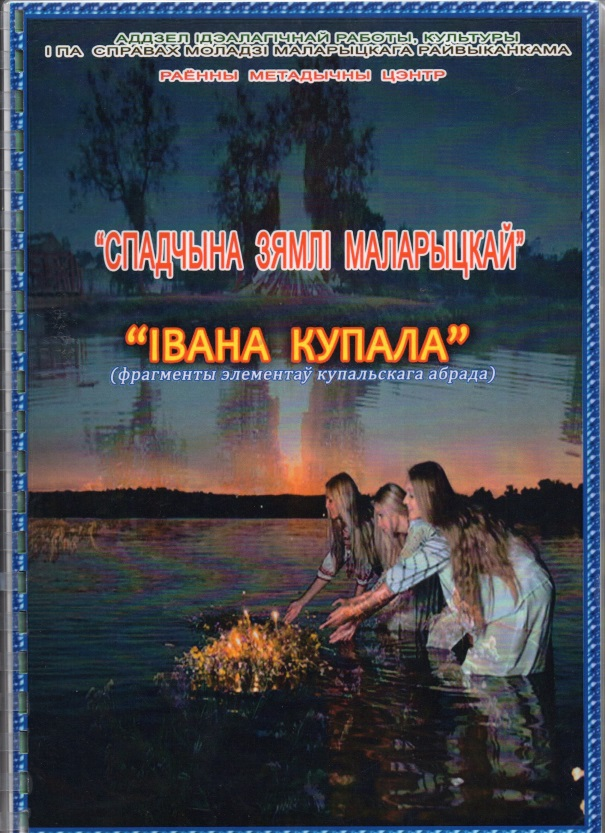 АДДЗЕЛ ІДЭАЛАГІЧНАЙ РАБОТЫ, КУЛЬТУРЫ
І ПА СПРАВАХ МОЛАДЗІ МАЛАРЫЦКАГА РАЙВЫКАНКАМА
РАЁННЫ МЕТАДЫЧНЫ ЦЭНТР
“СПАДЧЫНА ЗЯМЛІ МАЛАРЫЦКАЙ”
“ІВАНА КУПАЛА”
(фрагменты элементаў купальскага абрада)